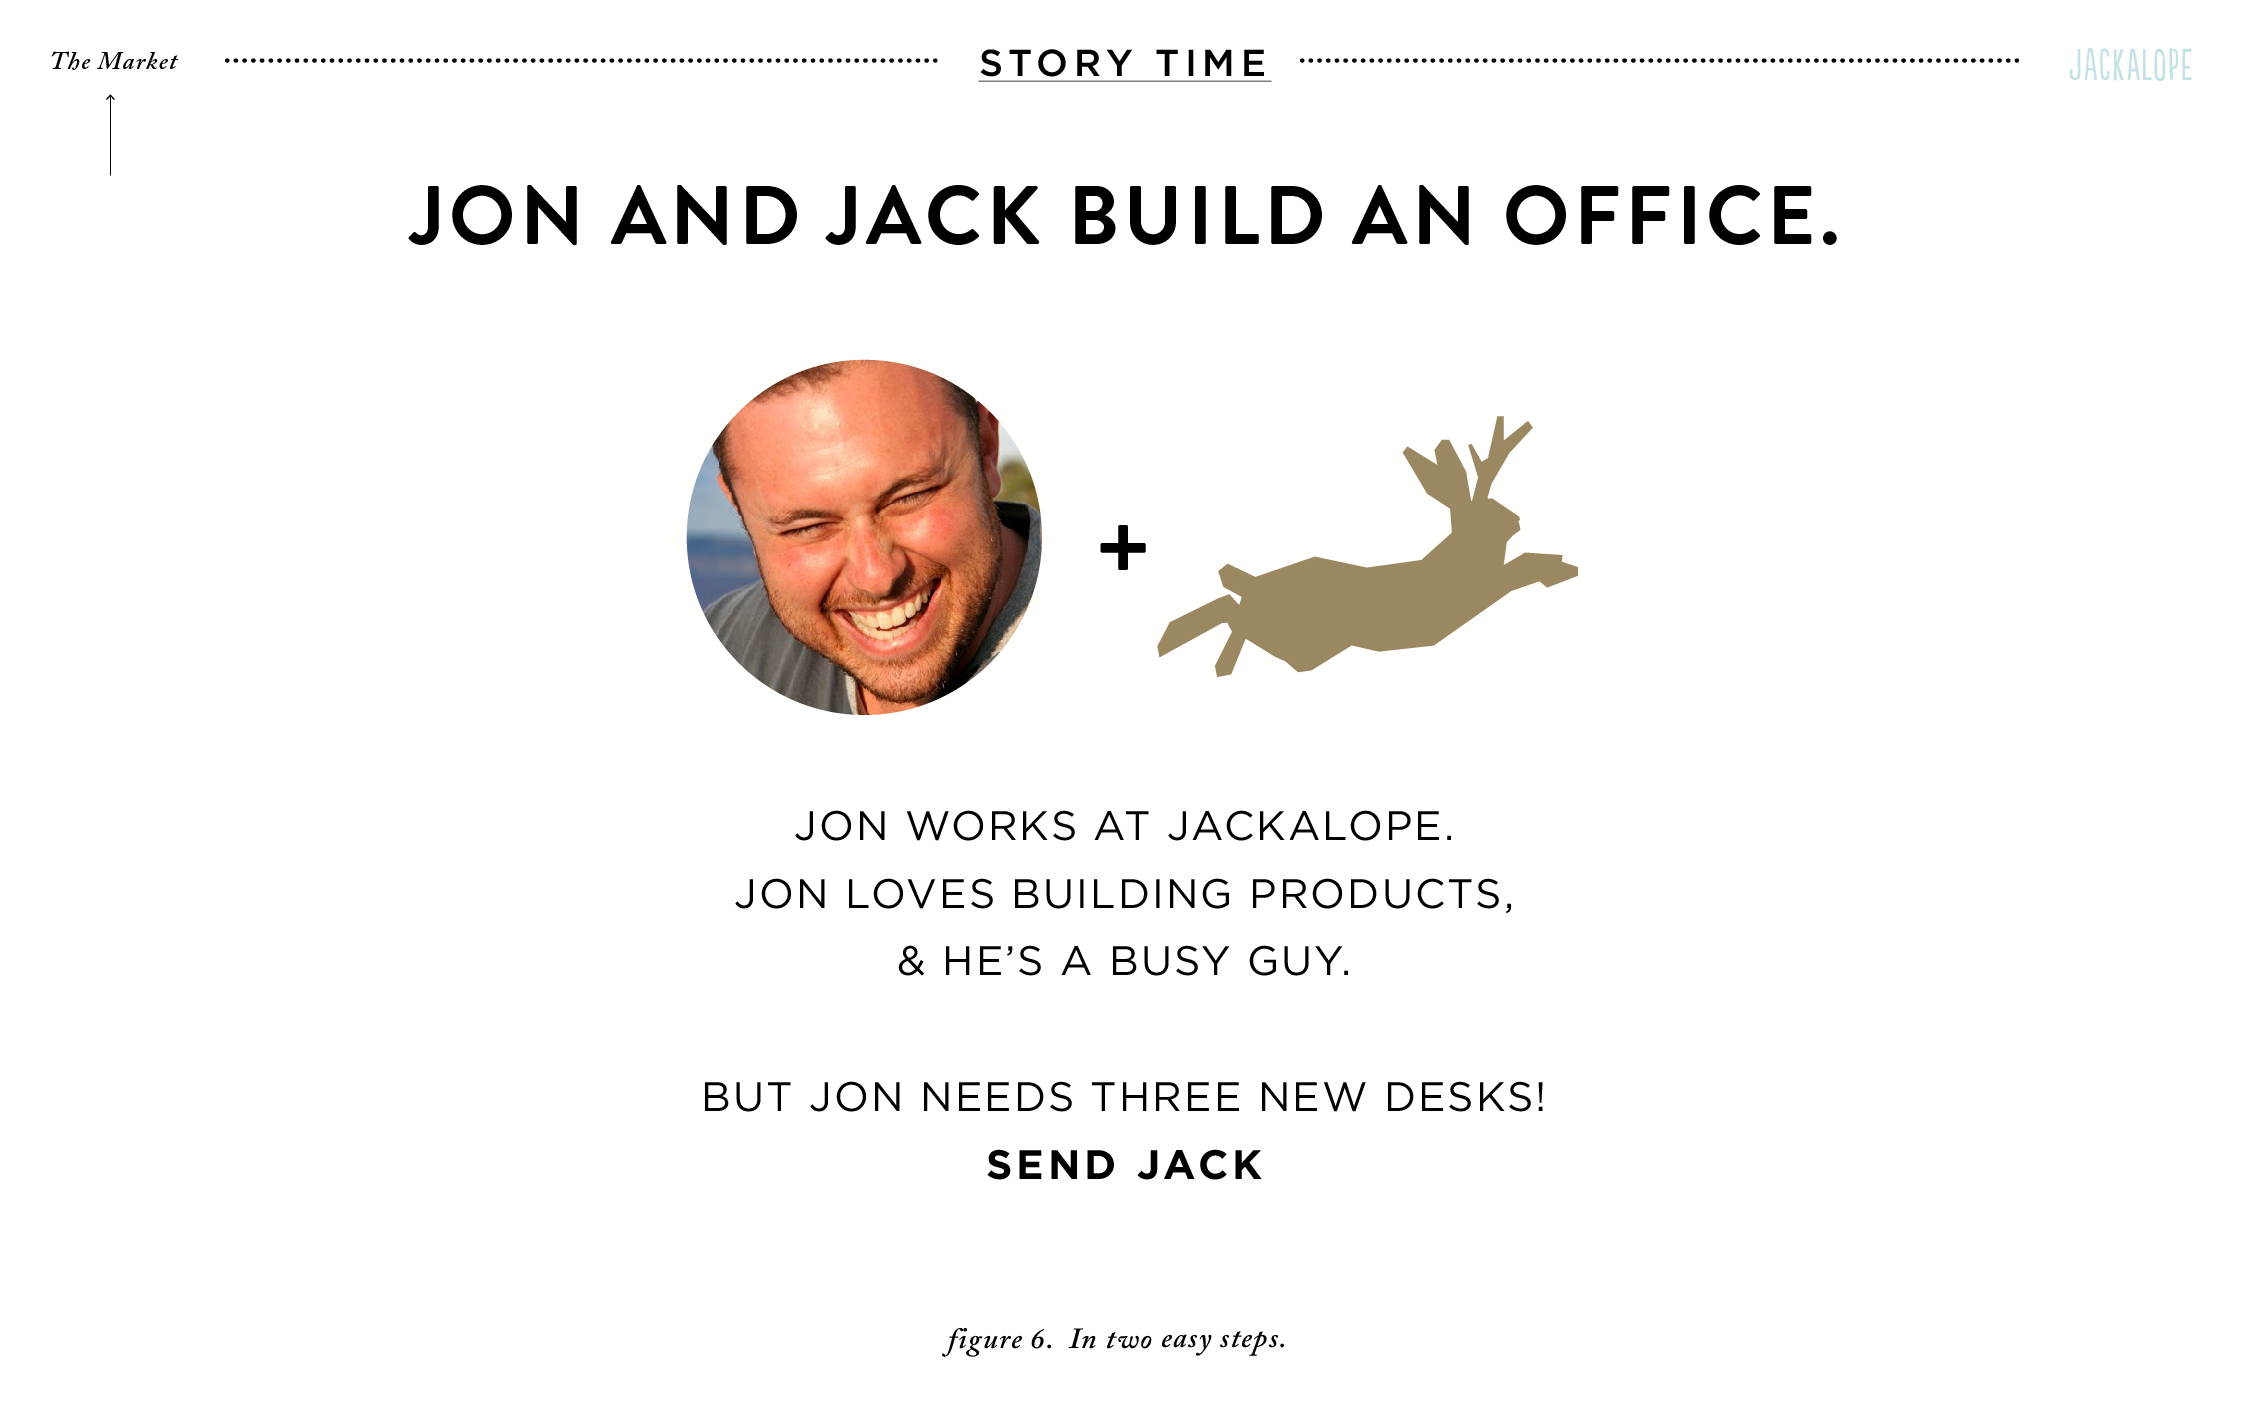 The Market
STORY TIME
JACKALOPE
JON AND JACK BUILD AN OFFICE.
JON WORKS AT JACKALOPE.
JON LOVES BUILDING PRODUCTS,
& HE’S A BUSY GUY.
BUT JON NEEDS THREE NEW DESKS!
SEND JACK
figure 6. In two easy steps.